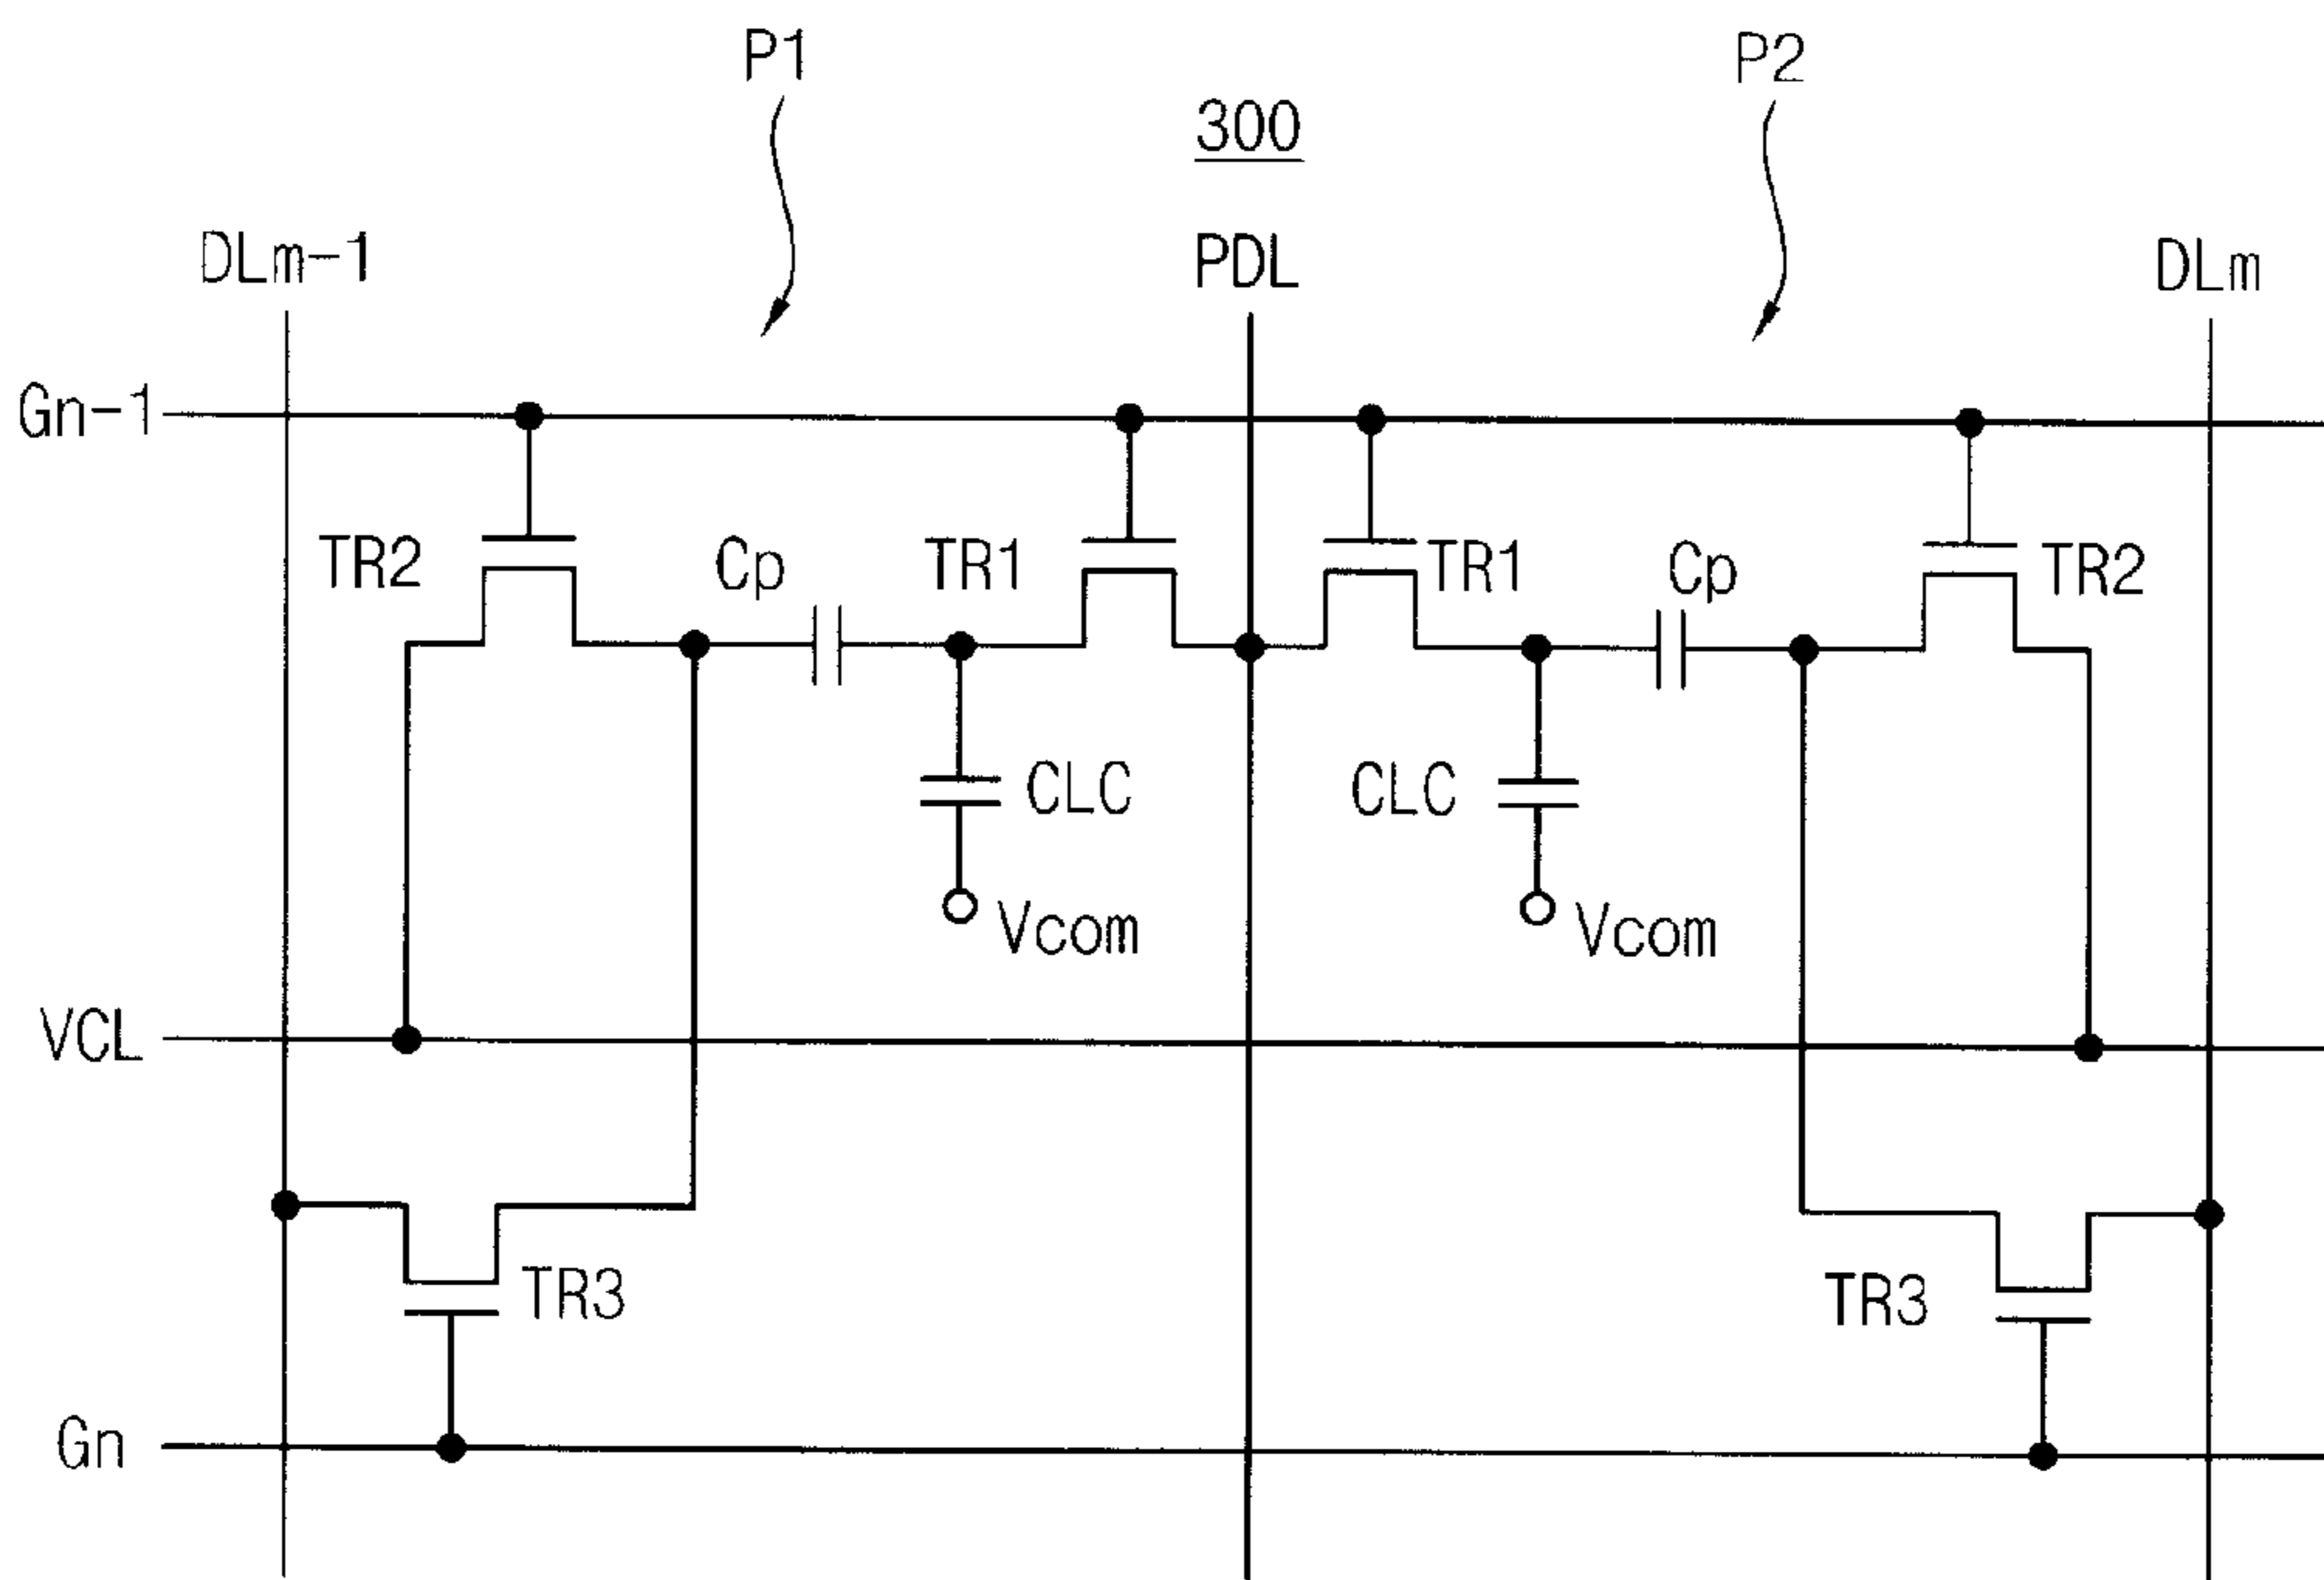 P1
P2
300
DLm-1
PDL
DLm
Gn-1
TR2
Cp
TR1
TR1
Cp
TR2
CLC
CLC
Vcom
Vcom
VCL
TR3
TR3
Gn